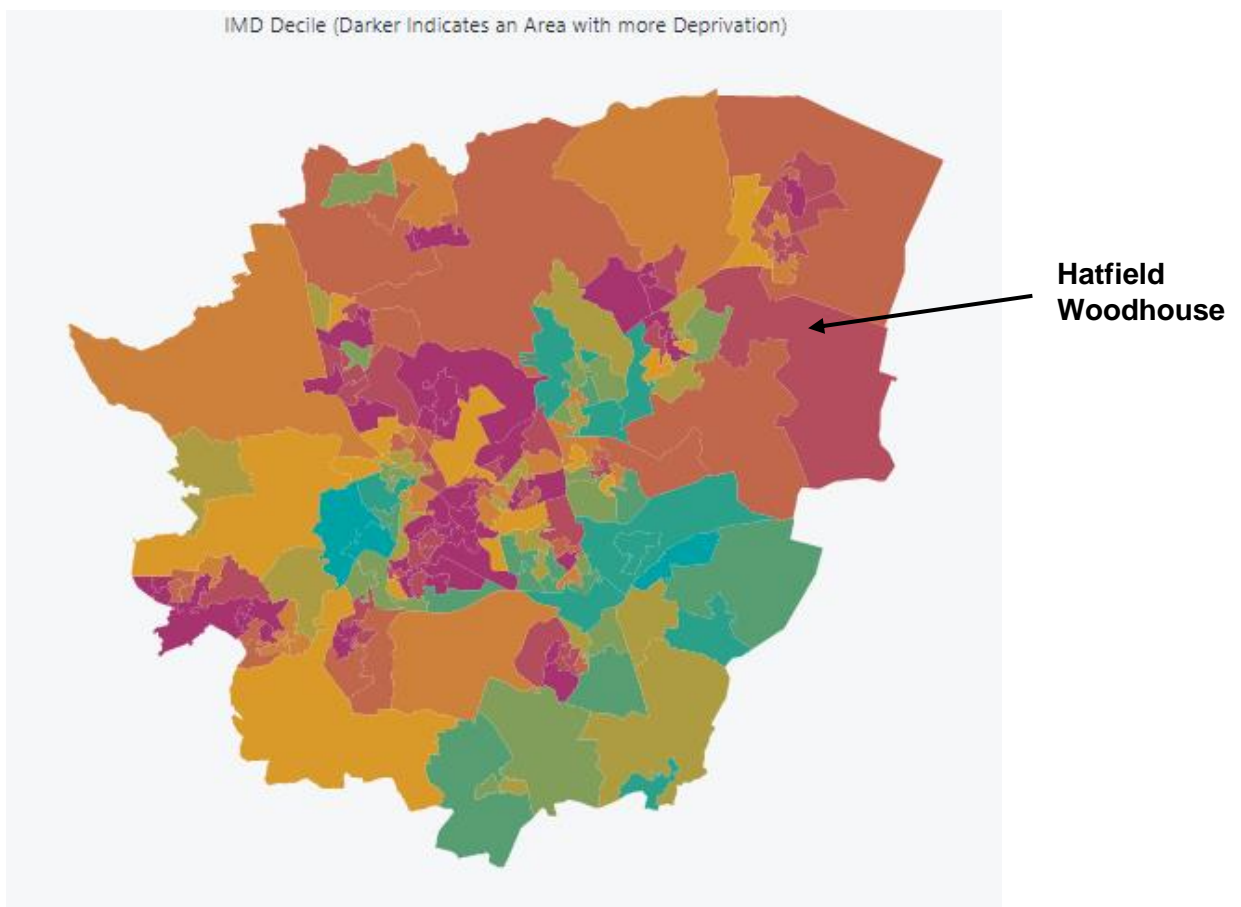 IMD Decile (Darker Indicates an Area with more Deprivation)
Hatfield
Woodhouse